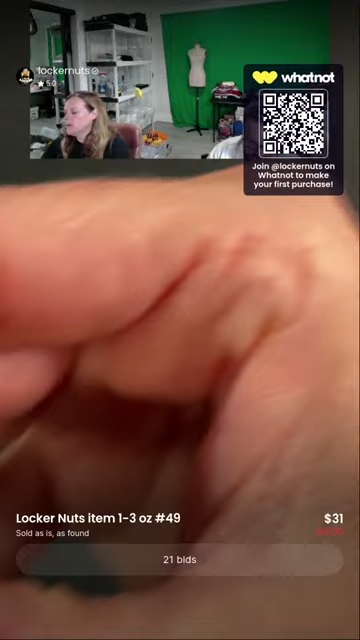 lockernuts
★ 5.0
whatnot
Join @lockernuts on
Whatnot to make
your first purchase!
Locker Nuts item 1-3 oz #49
$31
Sold as is, as found
21 bids